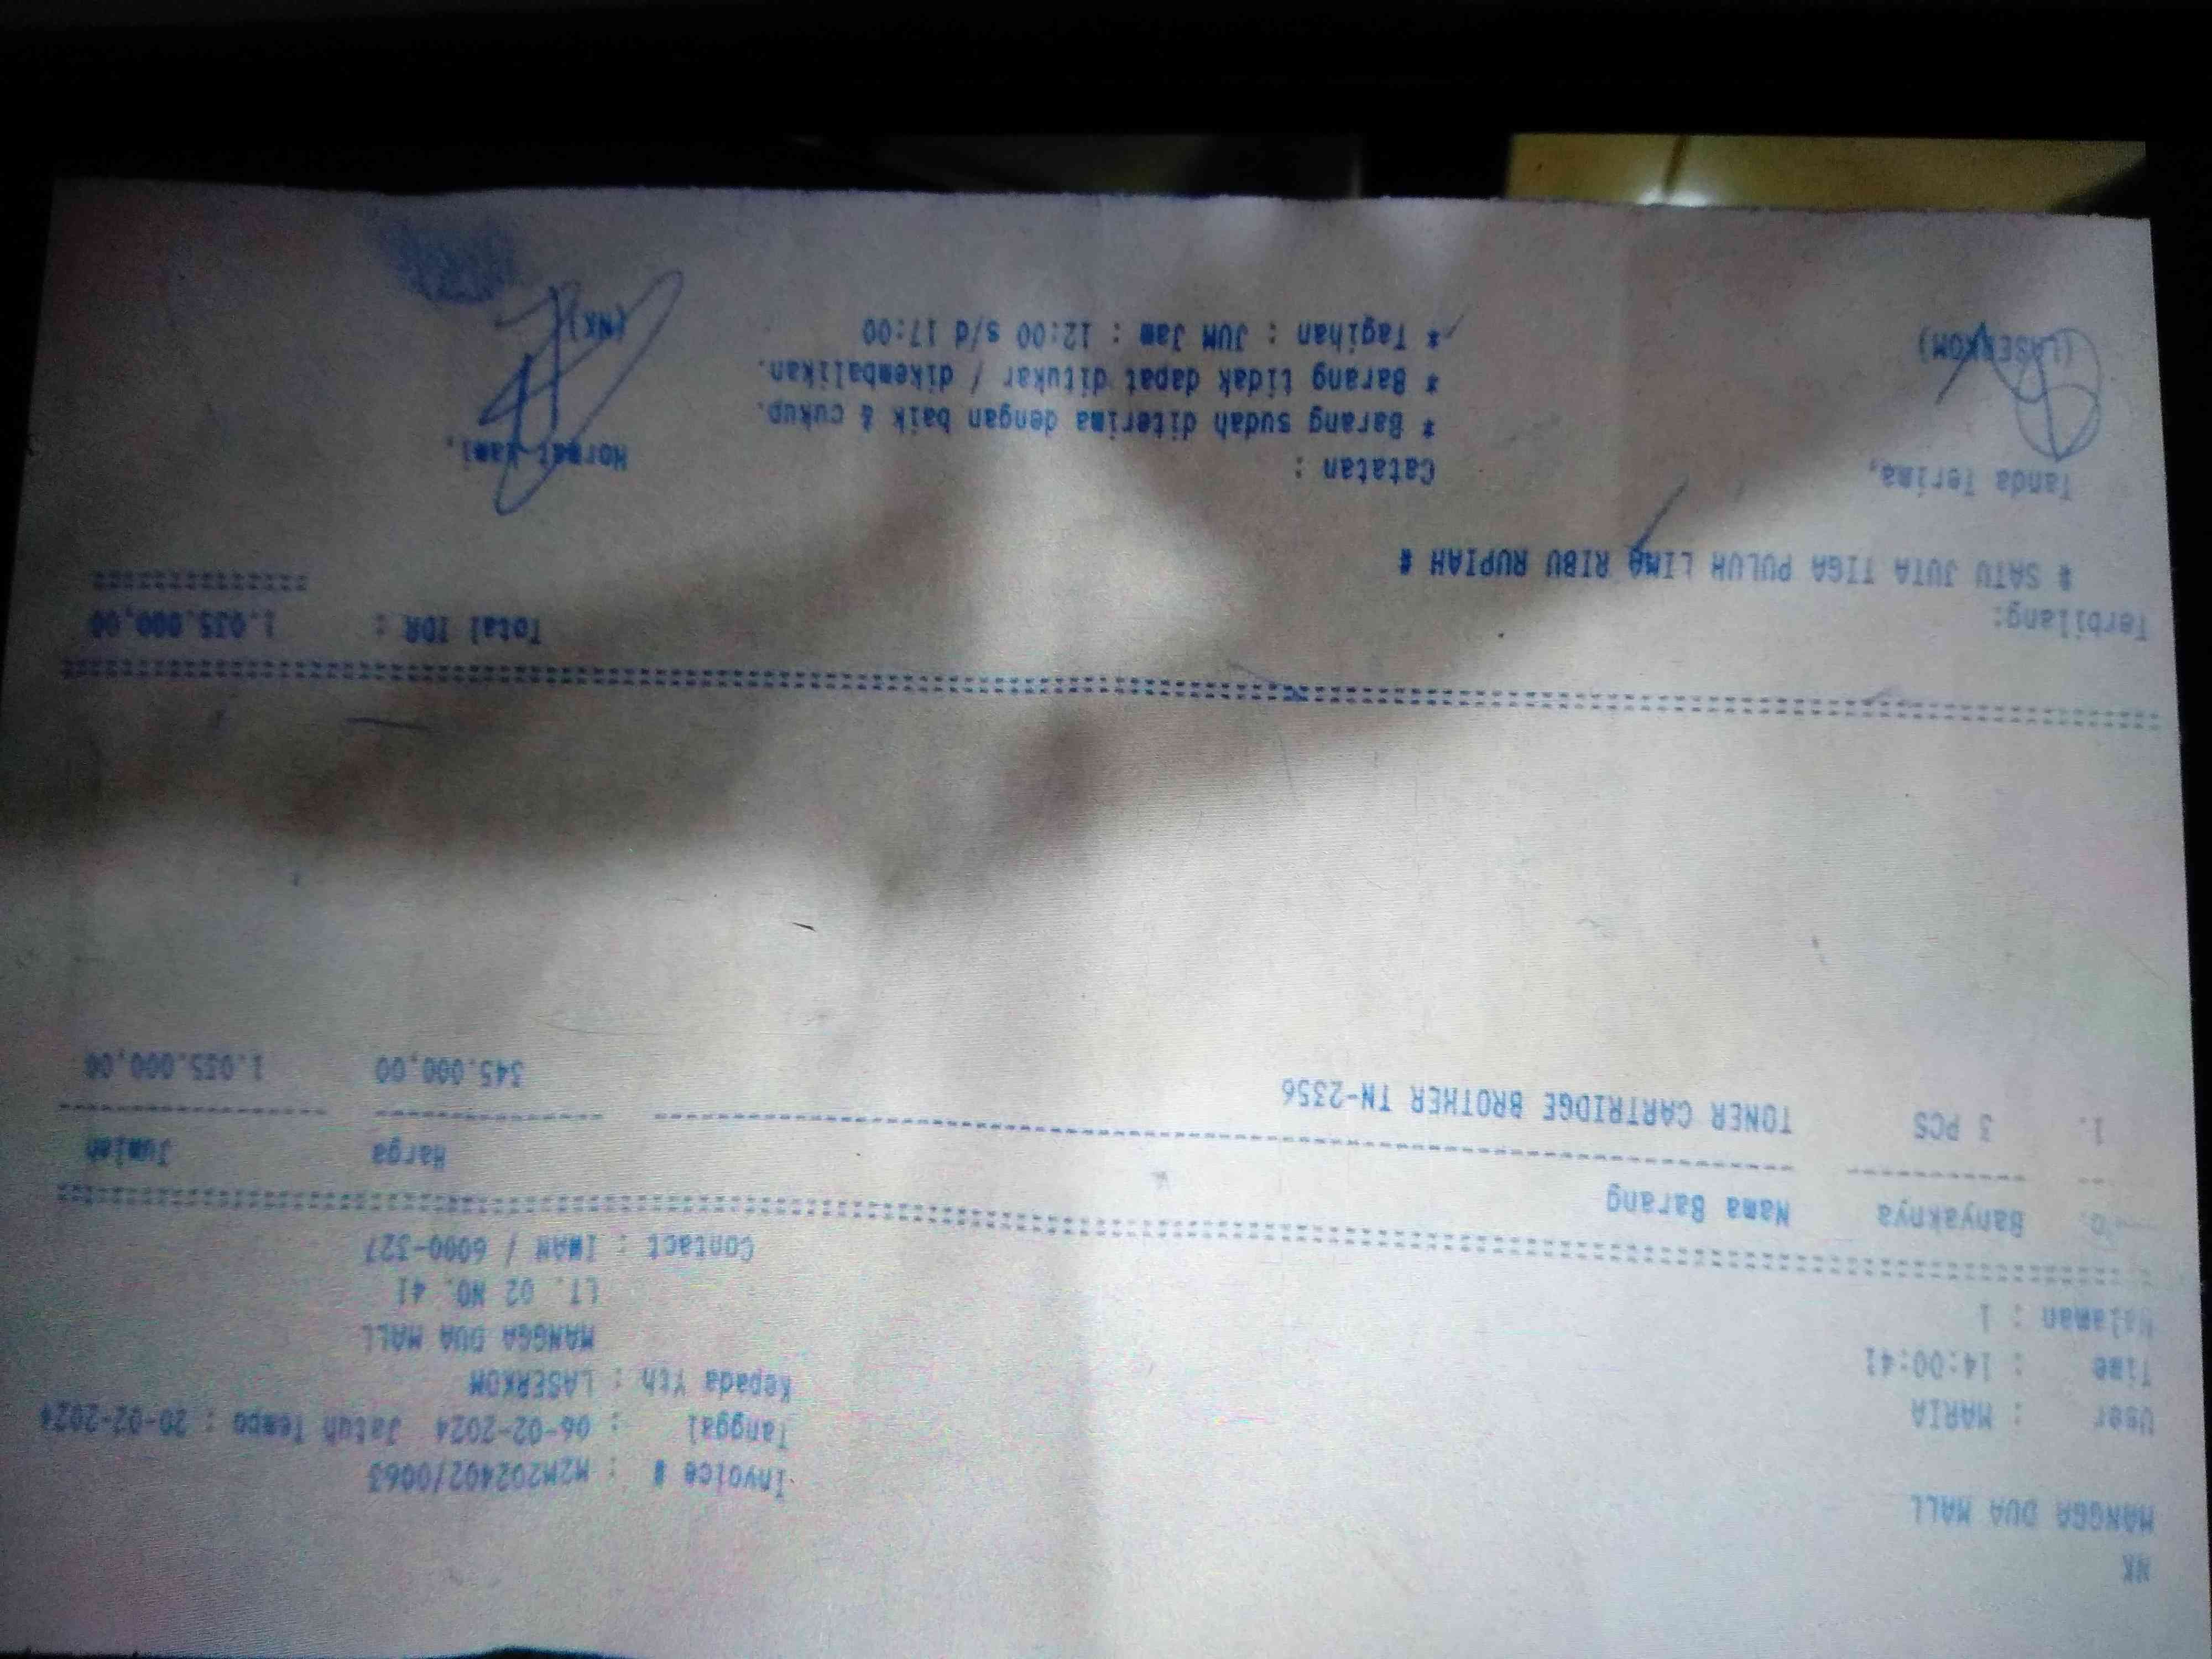 NK
MANGGA DUA MALL
Invoice # : M2M202402/0063
User : MARIA
Tanggal : 06-02-2024 Jatuh Tempo : 20-02-2024
Time : 14:00:41
Kepada Yth : LASERKOM
Halaman : 1
MANGGA DUA MALL
LT. 02 NO. 41
Contact : IWAN / 6000-327
Banyaknya Nama Barang Harga Jumlah
1. 3 PCS TONER CARTRIDGE BROTHER TN-2356 345.000,00 1.035.000,00
Terbilang: Total IDR : 1.035.000,00
# SATU JUTA TIGA PULUH LIMA RIBU RUPIAH #
Tanda Terima, Catatan : Hormat kami,
* Barang sudah diterima dengan baik & cukup.
* Barang tidak dapat ditukar / dikembalikan.
(LASERKOM) * Tagihan : JUM Jam : 12:00 s/d 17:00 (NK)